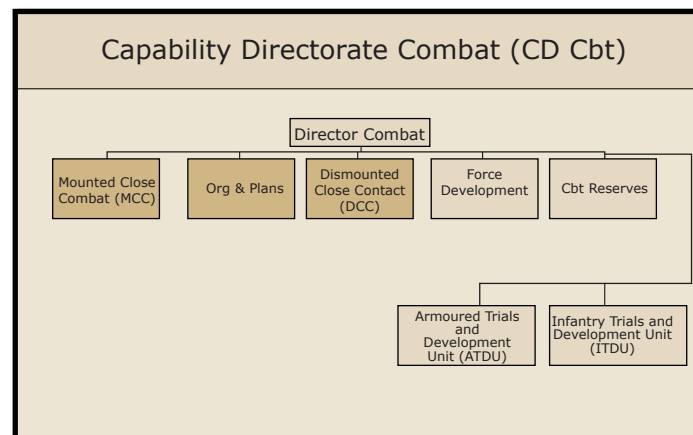 Capability Directorate Combat (CD Cbt)
Director Combat
Mounted Close
Combat (MCC)
Org & Plans
Dismounted
Close Contact
(DCC)
Force
Development
Cbt Reserves
Armoured Trials
and
Development
Unit (ATDU)
Infantry Trials and
Development Unit
(ITDU)